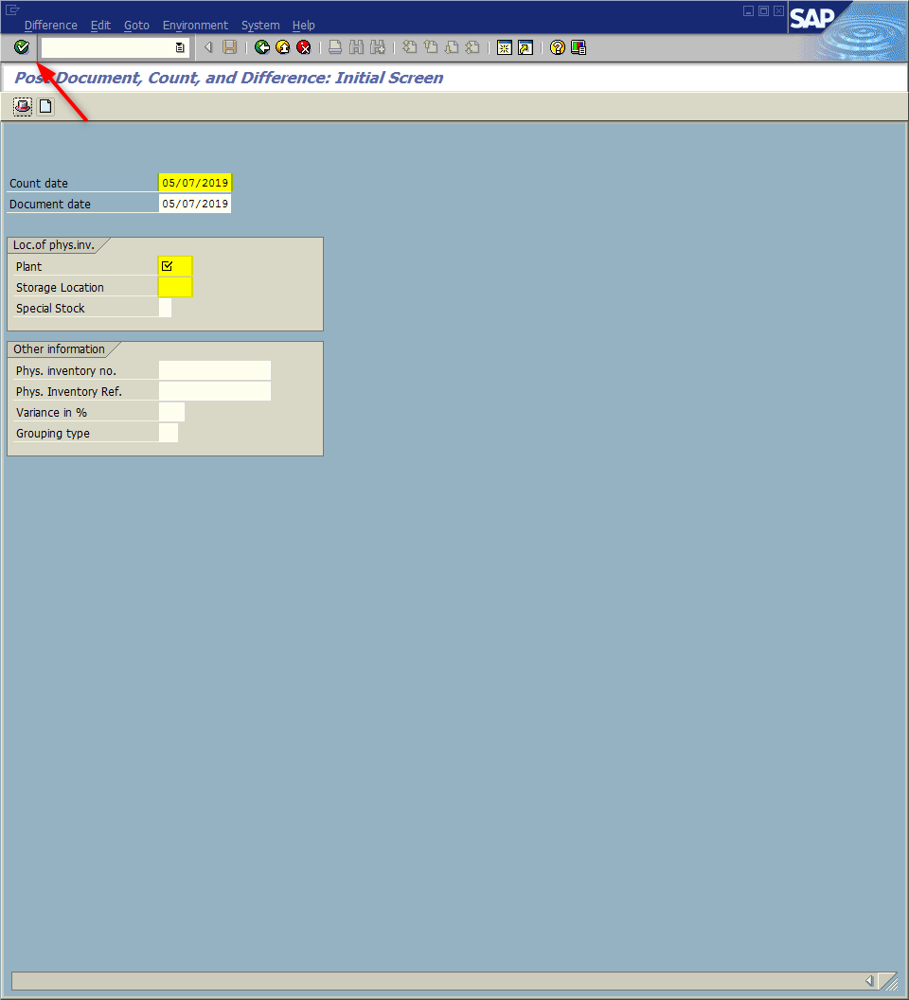 Difference Edit Goto Environment System Help
SAP
Post Document, Count, and Difference: Initial Screen
Count date 05/07/2019
Document date 05/07/2019
Loc.of phys.inv.
Plant
Storage Location
Special Stock
Other information
Phys. inventory no.
Phys. Inventory Ref.
Variance in %
Grouping type